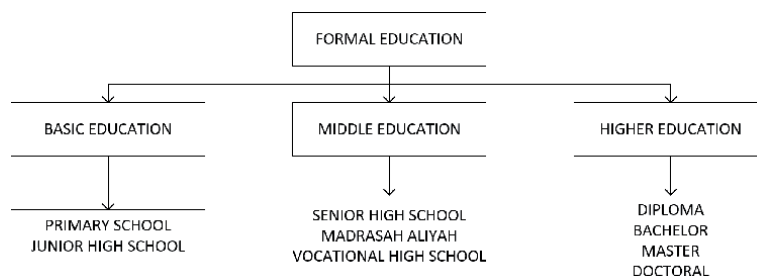 FORMAL EDUCATION
BASIC EDUCATION
MIDDLE EDUCATION
HIGHER EDUCATION
PRIMARY SCHOOL
JUNIOR HIGH SCHOOL
SENIOR HIGH SCHOOL
MADRASAH ALIYAH
VOCATIONAL HIGH SCHOOL
DIPLOMA
BACHELOR
MASTER
DOCTORAL